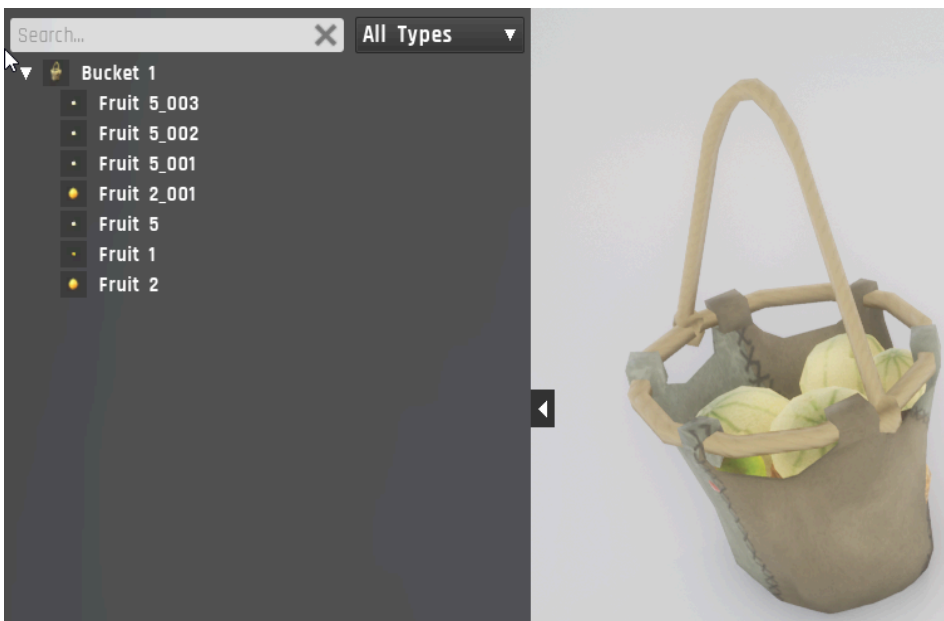 Search...
All Types
Bucket 1
Fruit 5_003
Fruit 5_002
Fruit 5_001
Fruit 2_001
Fruit 5
Fruit 1
Fruit 2